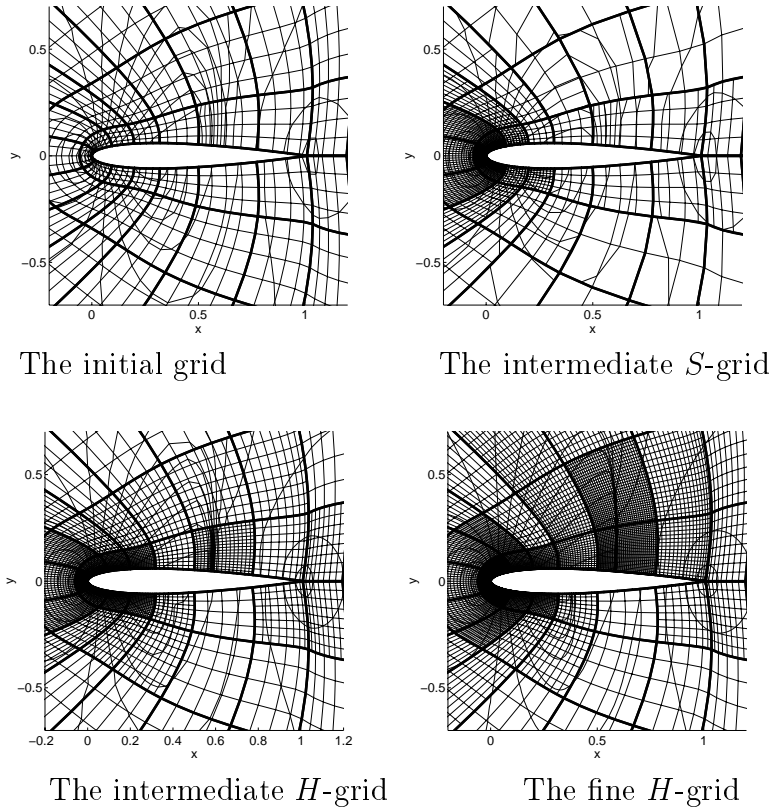 0.5
y
0
−0.5
0
0.5
1
x
The initial grid
0.5
y
0
−0.5
0
0.5
1
x
The intermediate S-grid
0.5
y
0
−0.5
−0.2
0
0.2
0.4
0.6
0.8
1
1.2
x
The intermediate H-grid
0.5
y
0
−0.5
0
0.5
1
x
The fine H-grid